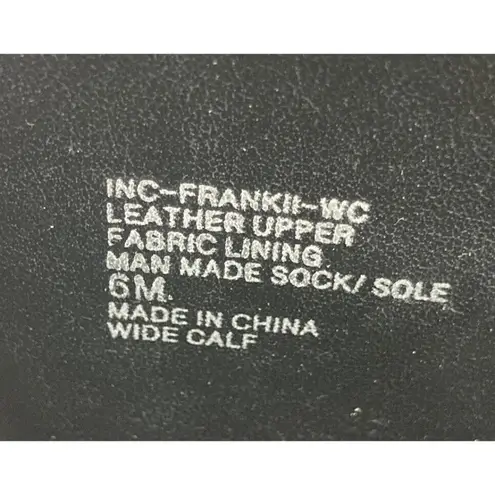 INC-FRANKII-WC
LEATHER UPPER
FABRIC LINING.
MAN MADE SOCK/ SOLE
6M.
MADE IN CHINA
WIDE CALF